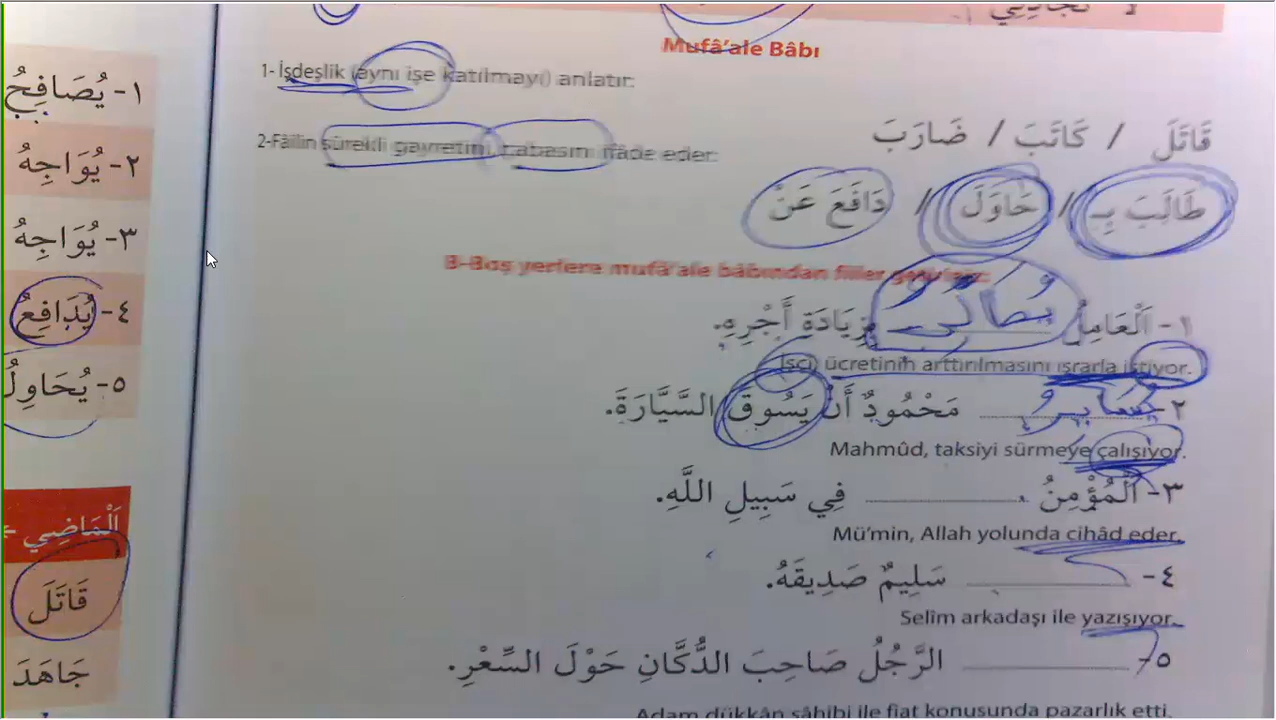 Mufâ'ale Bâbı
1- İşdeşlik (aynı işe katılmayı) anlatır:
قَاتَلَ / كَاتَبَ / ضَارَبَ
2-Fâilin sürekli gayretini, çabasını ifâde eder:
طَالَبَ بِـ / حَاوَلَ / دَافَعَ عَنْ
B-Boş yerlere mufâ'ale bâbından fiiller getiriniz:
١- اَلْعَامِلُ يُطَالِبُ بِزِيَادَةِ أَجْرِهِ.
İşçi, ücretinin arttırılmasını ısrarla istiyor.
٢- مَحْمُودٌ أَنْ يَسُوقَ السَّيَّارَةَ.
Mahmûd, taksiyi sürmeye çalışıyor.
٣- اَلْمُؤْمِنُ فِي سَبِيلِ اللَّهِ.
Mü'min, Allah yolunda cihâd eder.
٤- سَلِيمٌ صَدِيقَهُ.
Selîm arkadaşı ile yazışıyor.
٥- الرَّجُلُ صَاحِبَ الدُّكَّانِ حَوْلَ السِّعْرِ.
Adam dükkân sâhibi ile fiat konusunda pazarlık etti.
١- يُصَافِحُ
٢- يُوَاجِهُ
٣- يُوَاجِهُ
٤- يُدَافِعُ
٥- يُحَاوِلُ
اَلْمَاضِي
قَاتَلَ
جَاهَدَ